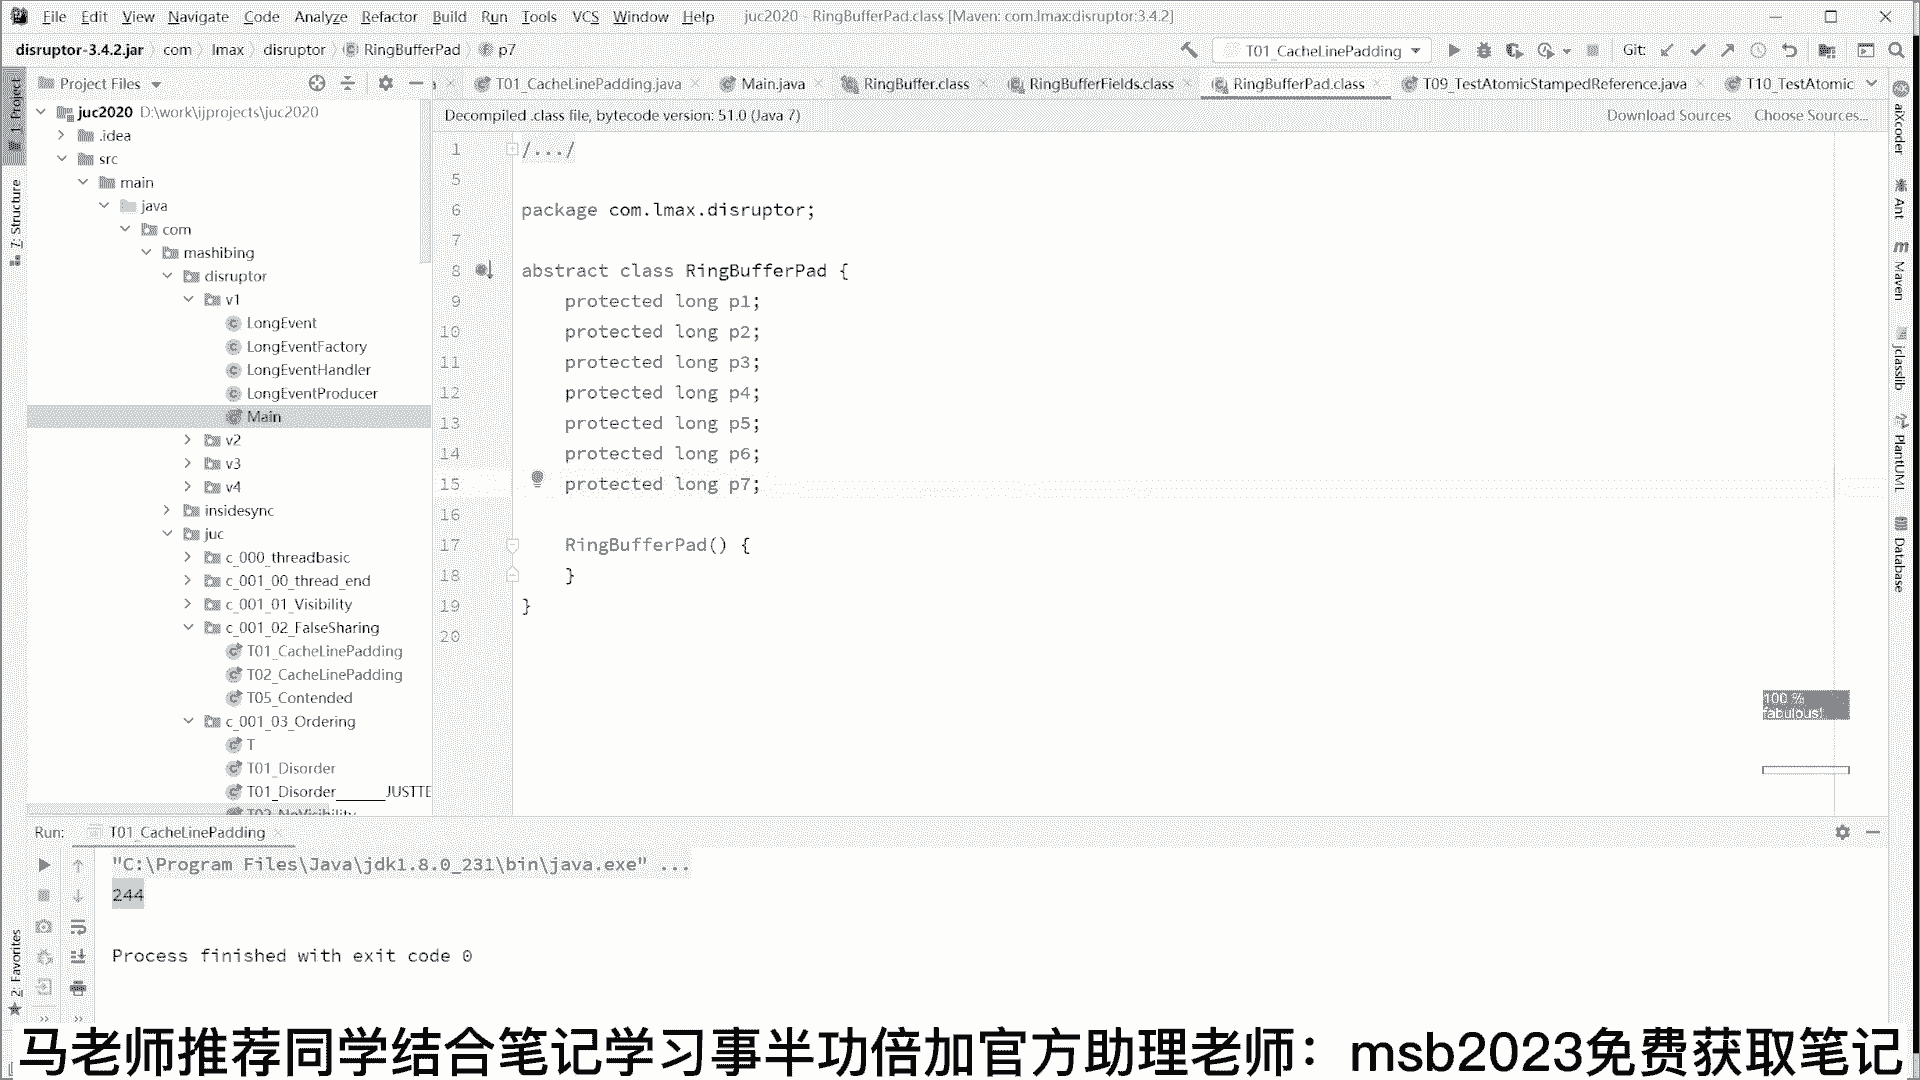 File Edit View Navigate Code Analyze Refactor Build Run Tools VCS Window Help juc2020 - RingBufferPad.class [Maven: com.lmax:disruptor:3.4.2]
disruptor-3.4.2.jar com lmax disruptor RingBufferPad p7 T01_CacheLinePadding Git:
Project Files T01_CacheLinePadding.java Main.java RingBuffer.class RingBufferFields.class RingBufferPad.class T09_TestAtomicStampedReference.java T10_TestAtomic
Decompiled .class file, bytecode version: 51.0 (Java 7) Download Sources Choose Sources...
1: Project
7: Structure
2: Favorites
juc2020 D:\work\ijprojects\juc2020
.idea
src
main
java
com
mashibing
disruptor
v1
LongEvent
LongEventFactory
LongEventHandler
LongEventProducer
Main
v2
v3
v4
insidesync
juc
c_000_threadbasic
c_001_00_thread_end
c_001_01_Visibility
c_001_02_FalseSharing
T01_CacheLinePadding
T02_CacheLinePadding
T05_Contended
c_001_03_Ordering
T
T01_Disorder
T01_Disorder______JUSTTE
1 /.../
5
6 package com.lmax.disruptor;
7
8 abstract class RingBufferPad {
9 protected long p1;
10 protected long p2;
11 protected long p3;
12 protected long p4;
13 protected long p5;
14 protected long p6;
15 protected long p7;
16
17 RingBufferPad() {
18 }
19 }
20
100 %
fabulous!
aiXcoder
Ant
Maven
jclasslib
PlantUML
Database
Run: T01_CacheLinePadding
"C:\Program Files\Java\jdk1.8.0_231\bin\java.exe" ...
244
Process finished with exit code 0
马老师推荐同学结合笔记学习事半功倍加官方助理老师：msb2023免费获取笔记